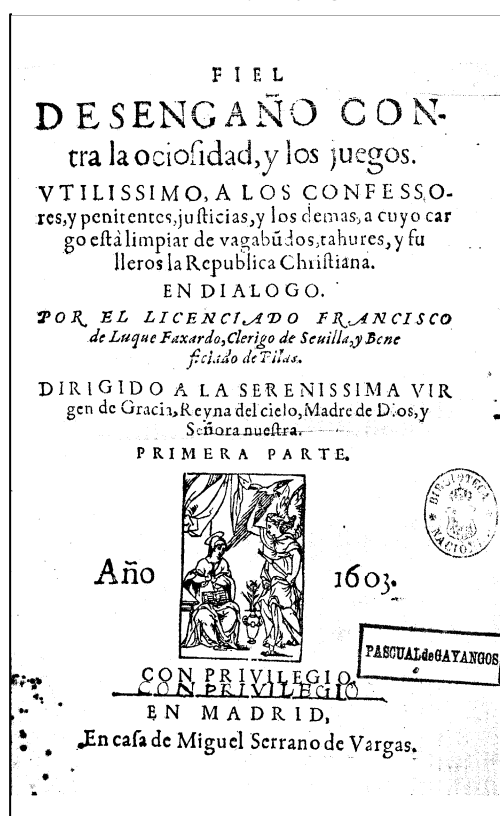 FIEL
DESENGAÑO CON-
tra la ociosidad, y los juegos.
VTILISSIMO, A LOS CONFESSO-
res, y penitentes, justicias, y los demas, a cuyo car
go està limpiar de vagabũdos, tahures, y fu
lleros la Republica Christiana.
EN DIALOGO.
POR EL LICENCIADO FRANCISCO
de Luque Faxardo, Clerigo de Seuilla, y Bene
ficiado de Pilas.
DIRIGIDO A LA SERENISSIMA VIR
gen de Gracia, Reyna del cielo, Madre de Dios, y
Señora nuestra.
PRIMERA PARTE.
BIBLIOTECA
NACIONAL
Año 1603.
PASCUAL de GAYANGOS
CON PRIVILEGIO,
CON PRIVILEGIO
EN MADRID,
En casa de Miguel Serrano de Vargas.